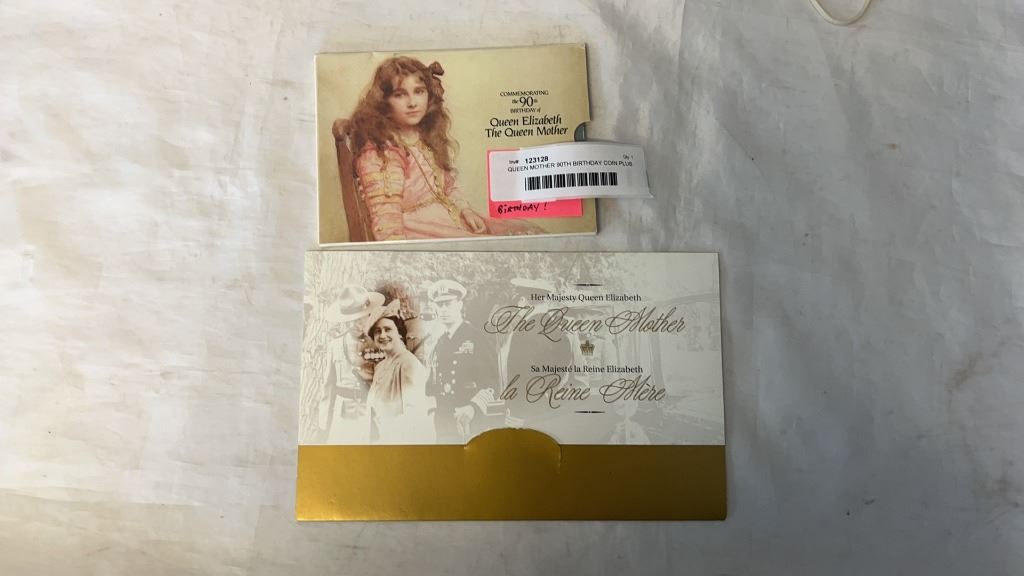 COMMEMORATING
the 90th
BIRTHDAY of
Queen Elizabeth
The Queen Mother
Inv# 123128 Qty 1
QUEEN MOTHER 90TH BIRTHDAY COIN PLUS
BIRTHDAY!
Her Majesty Queen Elizabeth
The Queen Mother
Sa Majesté la Reine Elizabeth
la Reine Mère